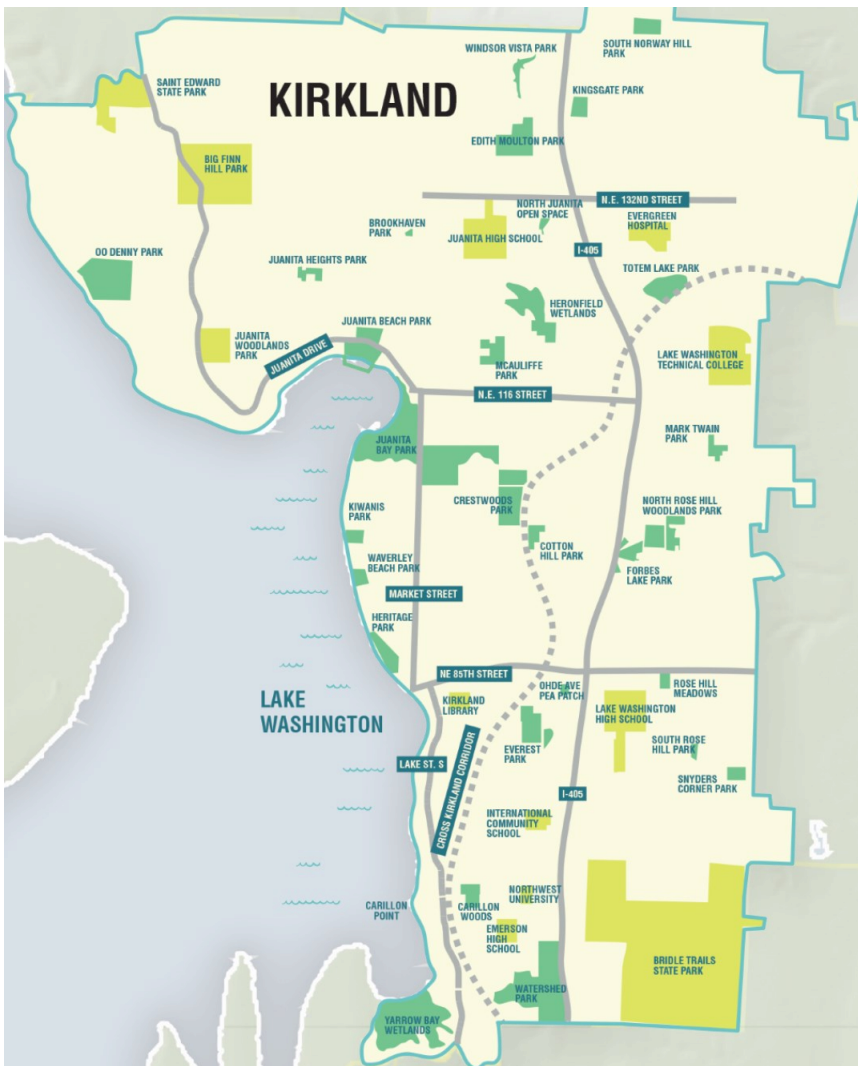 WINDSOR VISTA PARK
SOUTH NORWAY HILL
PARK
SAINT EDWARD
STATE PARK
KIRKLAND
KINGSGATE PARK
EDITH MOULTON PARK
BIG FINN
HILL PARK
N.E. 132ND STREET
NORTH JUANITA
OPEN SPACE
EVERGREEN
HOSPITAL
BROOKHAVEN
PARK
JUANITA HIGH SCHOOL
I-405
OO DENNY PARK
JUANITA HEIGHTS PARK
TOTEM LAKE PARK
HERONFIELD
WETLANDS
JUANITA BEACH PARK
JUANITA
WOODLANDS
PARK
JUANITA DRIVE
MCAULIFFE
PARK
LAKE WASHINGTON
TECHNICAL COLLEGE
N.E. 116 STREET
MARK TWAIN
PARK
JUANITA
BAY PARK
CRESTWOODS
PARK
NORTH ROSE HILL
WOODLANDS PARK
KIWANIS
PARK
COTTON
HILL PARK
WAVERLEY
BEACH PARK
FORBES
LAKE PARK
MARKET STREET
HERITAGE
PARK
NE 85TH STREET
OHDE AVE
PEA PATCH
ROSE HILL
MEADOWS
LAKE
WASHINGTON
KIRKLAND
LIBRARY
LAKE WASHINGTON
HIGH SCHOOL
EVEREST
PARK
SOUTH ROSE
HILL PARK
LAKE ST. S
CROSS KIRKLAND CORRIDOR
SNYDERS
CORNER PARK
I-405
INTERNATIONAL
COMMUNITY
SCHOOL
NORTHWEST
UNIVERSITY
CARILLON
POINT
CARILLON
WOODS
EMERSON
HIGH
SCHOOL
BRIDLE TRAILS
STATE PARK
WATERSHED
PARK
YARROW BAY
WETLANDS